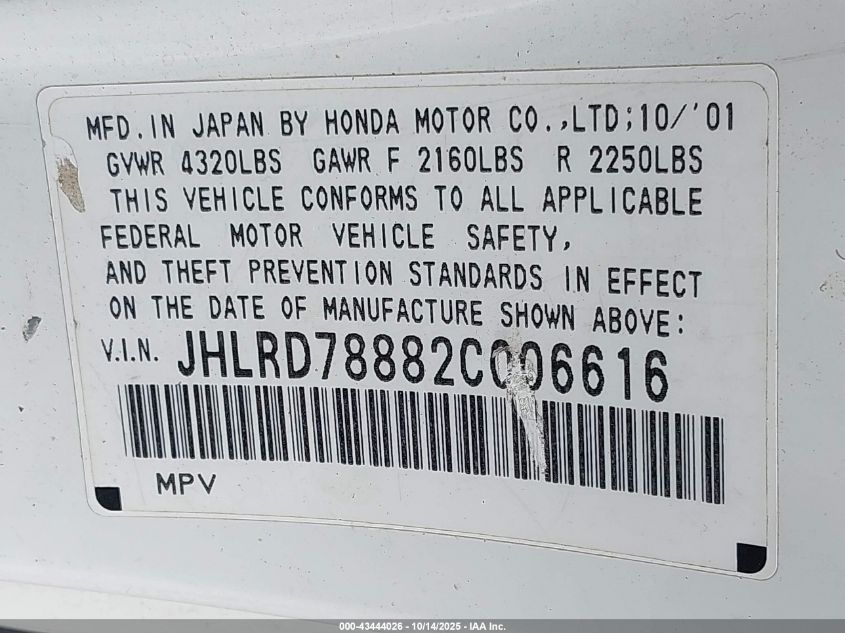 MFD. IN JAPAN BY HONDA MOTOR CO., LTD; 10/'01
GVWR 4320LBS GAWR F 2160LBS R 2250LBS
THIS VEHICLE CONFORMS TO ALL APPLICABLE
FEDERAL MOTOR VEHICLE SAFETY,
AND THEFT PREVENTION STANDARDS IN EFFECT
ON THE DATE OF MANUFACTURE SHOWN ABOVE:
V.I.N. JHLRD78882C006616
MPV
000-43444026 - 10/14/2025 - IAA Inc.